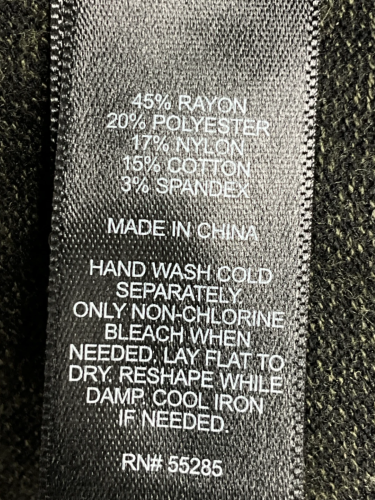 45% RAYON
20% POLYESTER
17% NYLON
15% COTTON
3% SPANDEX
MADE IN CHINA
HAND WASH COLD
SEPARATELY.
ONLY NON-CHLORINE
BLEACH WHEN
NEEDED. LAY FLAT TO
DRY. RESHAPE WHILE
DAMP. COOL IRON
IF NEEDED.
RN# 55285